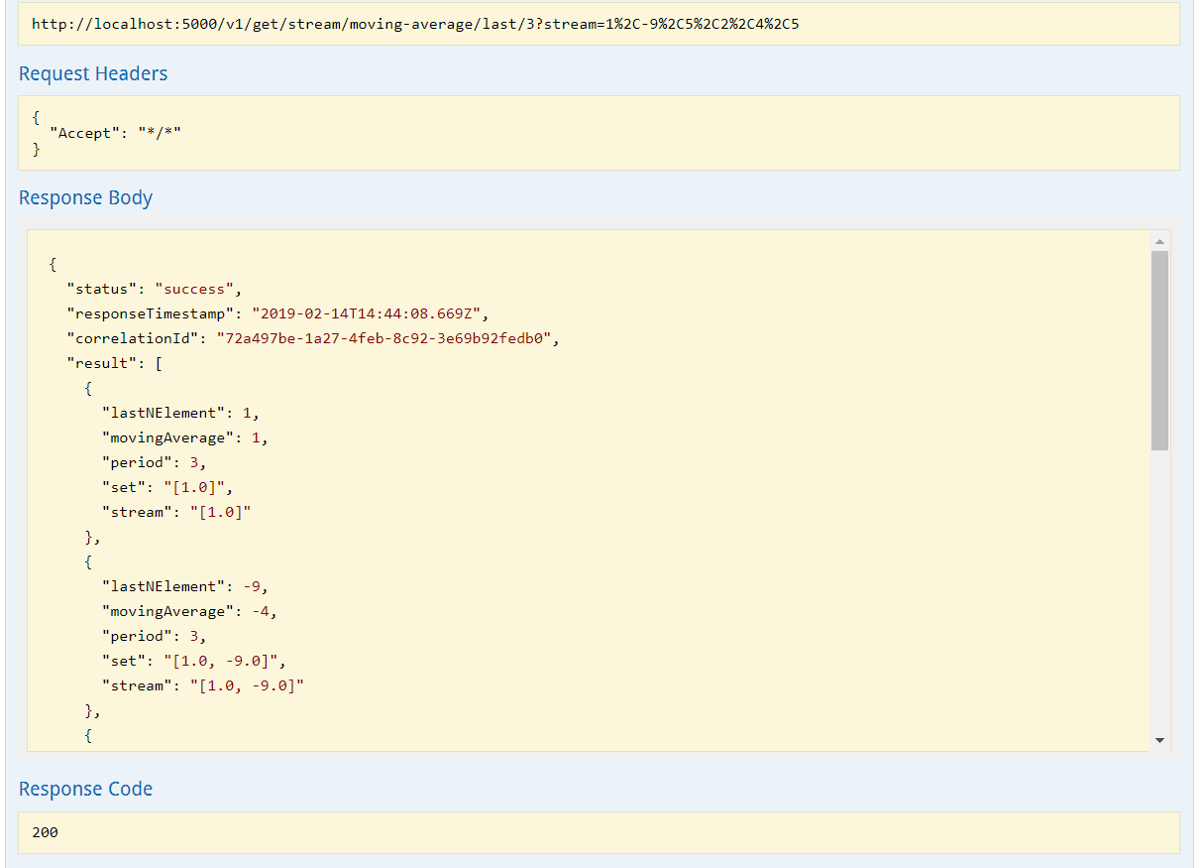 http://localhost:5000/v1/get/stream/moving-average/last/3?stream=1%2C-9%2C5%2C2%2C4%2C5
Request Headers
{
  "Accept": "*/*"
}
Response Body
{
  "status": "success",
  "responseTimestamp": "2019-02-14T14:44:08.669Z",
  "correlationId": "72a497be-1a27-4feb-8c92-3e69b92fedb0",
  "result": [
    {
      "lastNElement": 1,
      "movingAverage": 1,
      "period": 3,
      "set": "[1.0]",
      "stream": "[1.0]"
    },
    {
      "lastNElement": -9,
      "movingAverage": -4,
      "period": 3,
      "set": "[1.0, -9.0]",
      "stream": "[1.0, -9.0]"
    },
    {
Response Code
200